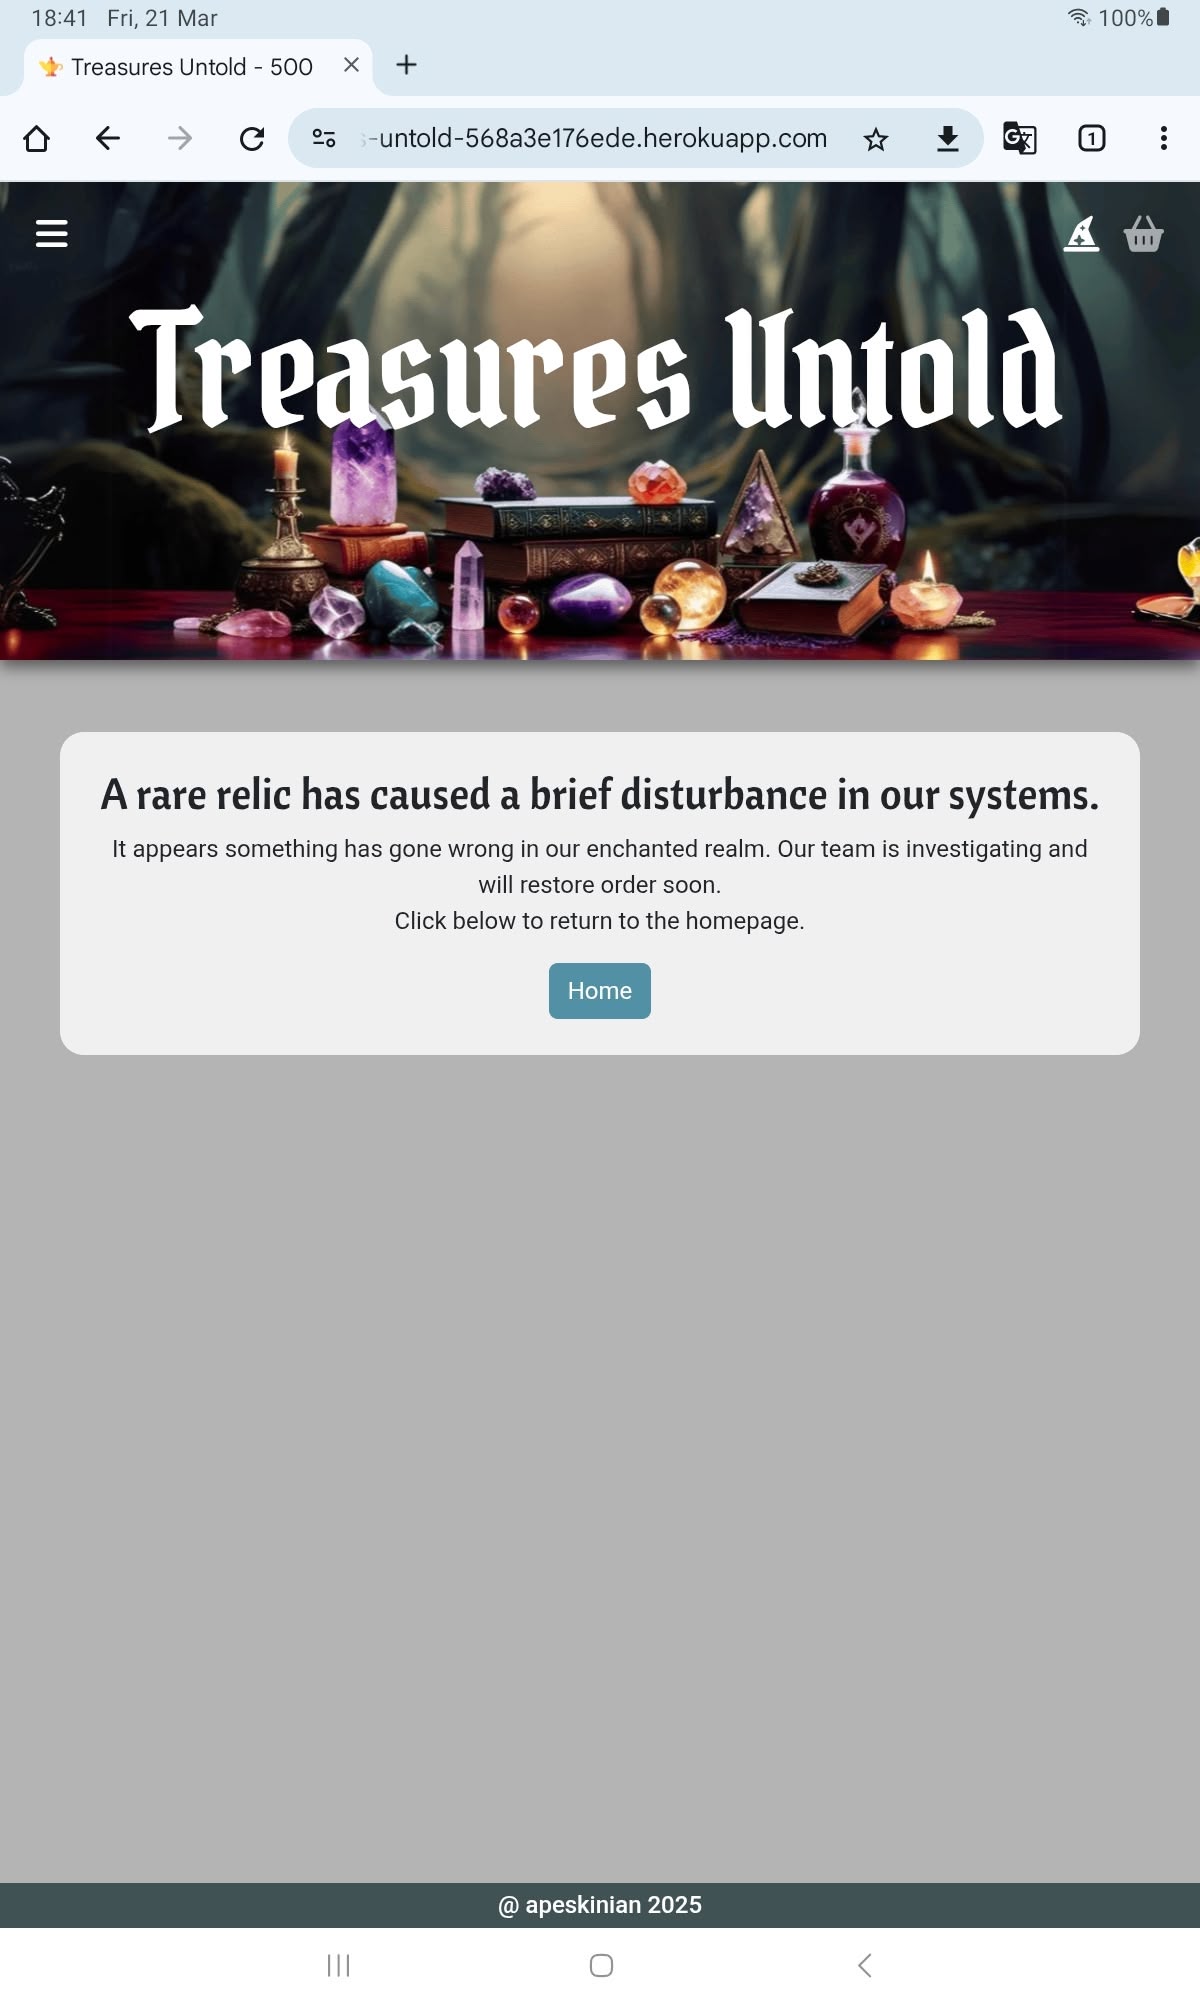 18:41 Fri, 21 Mar
100%
Treasures Untold - 500
-untold-568a3e176ede.herokuapp.com
1
Treasures Untold
A rare relic has caused a brief disturbance in our systems.
It appears something has gone wrong in our enchanted realm. Our team is investigating and
will restore order soon.
Click below to return to the homepage.
Home
@ apeskinian 2025